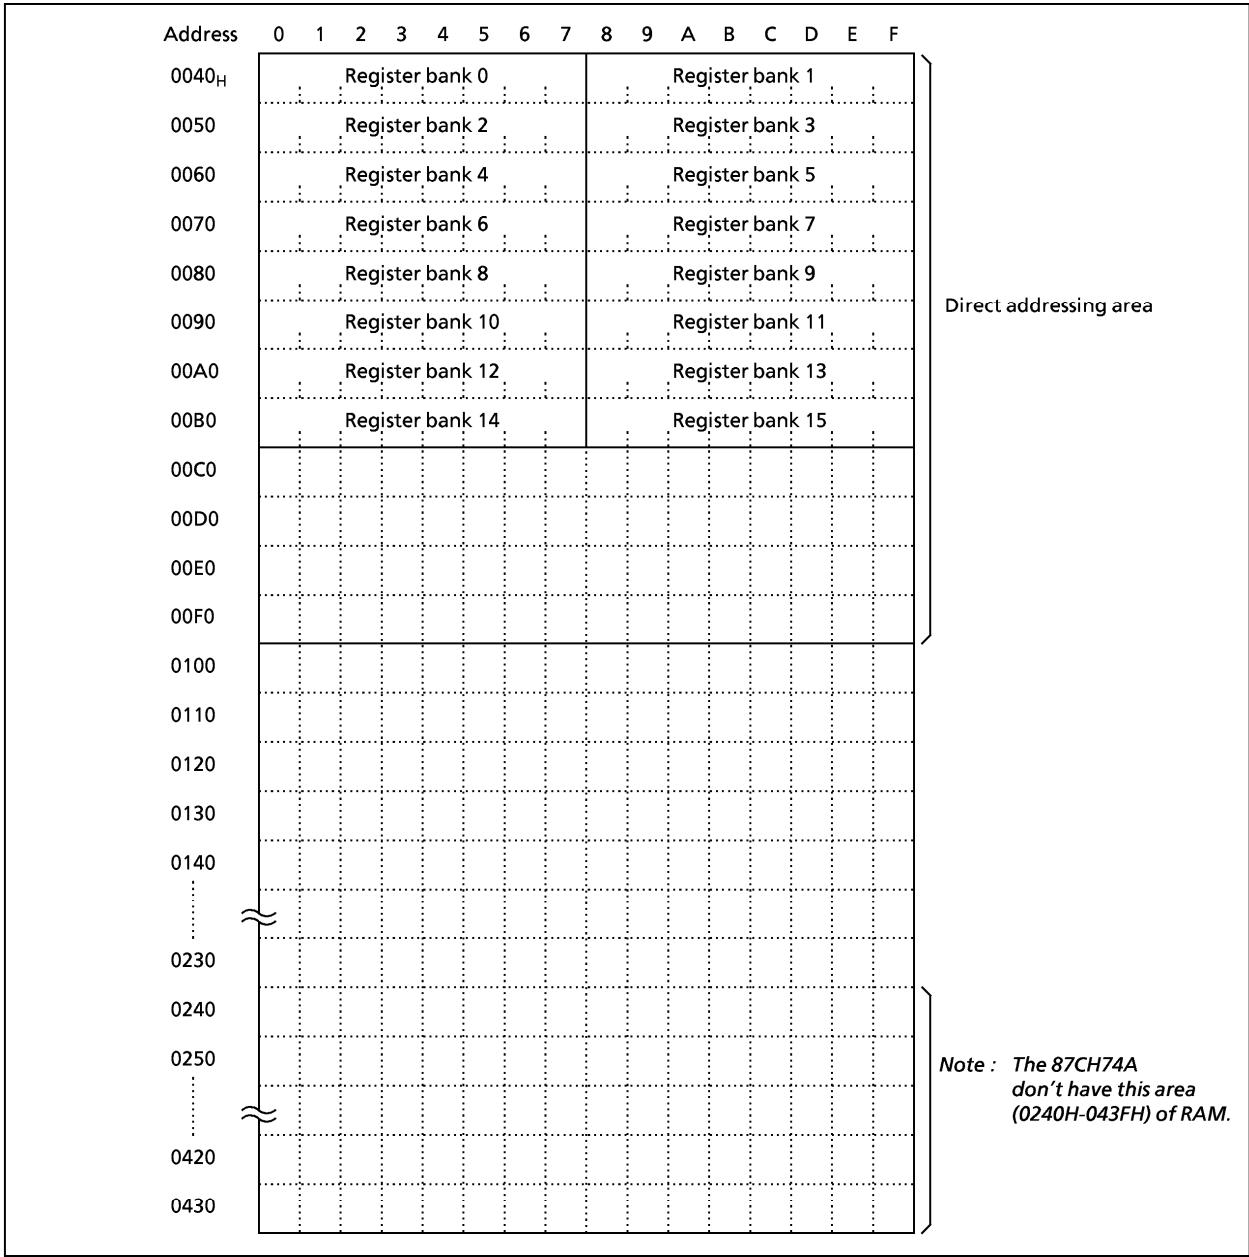 Address 0 1 2 3 4 5 6 7 8 9 A B C D E F
0040H Register bank 0 Register bank 1
0050 Register bank 2 Register bank 3
0060 Register bank 4 Register bank 5
0070 Register bank 6 Register bank 7
0080 Register bank 8 Register bank 9
0090 Register bank 10 Register bank 11
00A0 Register bank 12 Register bank 13
00B0 Register bank 14 Register bank 15
00C0
00D0
00E0
00F0
Direct addressing area
0100
0110
0120
0130
0140
0230
0240
0250
0420
0430
Note : The 87CH74A
don't have this area
(0240H-043FH) of RAM.